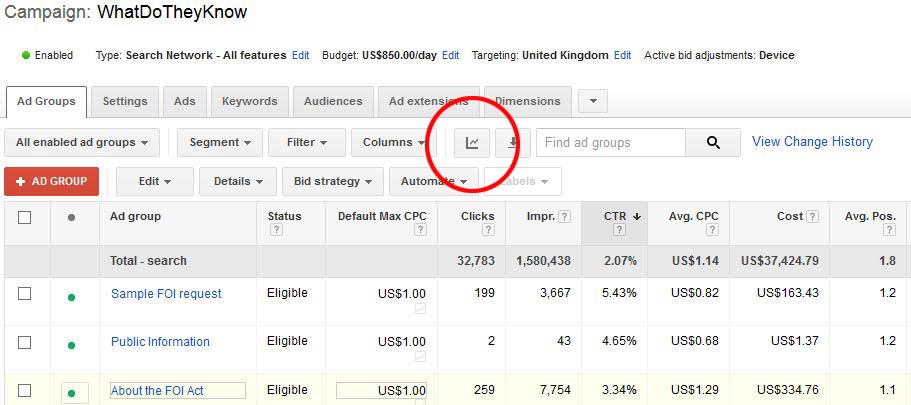 Campaign: WhatDoTheyKnow
Enabled Type: Search Network - All features Edit Budget: US$850.00/day Edit Targeting: United Kingdom Edit Active bid adjustments: Device
Ad Groups Settings Ads Keywords Audiences Ad extensions Dimensions
All enabled ad groups Segment Filter Columns Find ad groups View Change History
+ AD GROUP Edit Details Bid strategy Automate Labels
Ad group Status ? Default Max CPC ? Clicks ? Impr. ? CTR ? Avg. CPC ? Cost ? Avg. Pos. ?
Total - search 32,783 1,580,438 2.07% US$1.14 US$37,424.79 1.8
Sample FOI request Eligible US$1.00 199 3,667 5.43% US$0.82 US$163.43 1.2
Public Information Eligible US$1.00 2 43 4.65% US$0.68 US$1.37 1.2
About the FOI Act Eligible US$1.00 259 7,754 3.34% US$1.29 US$334.76 1.1